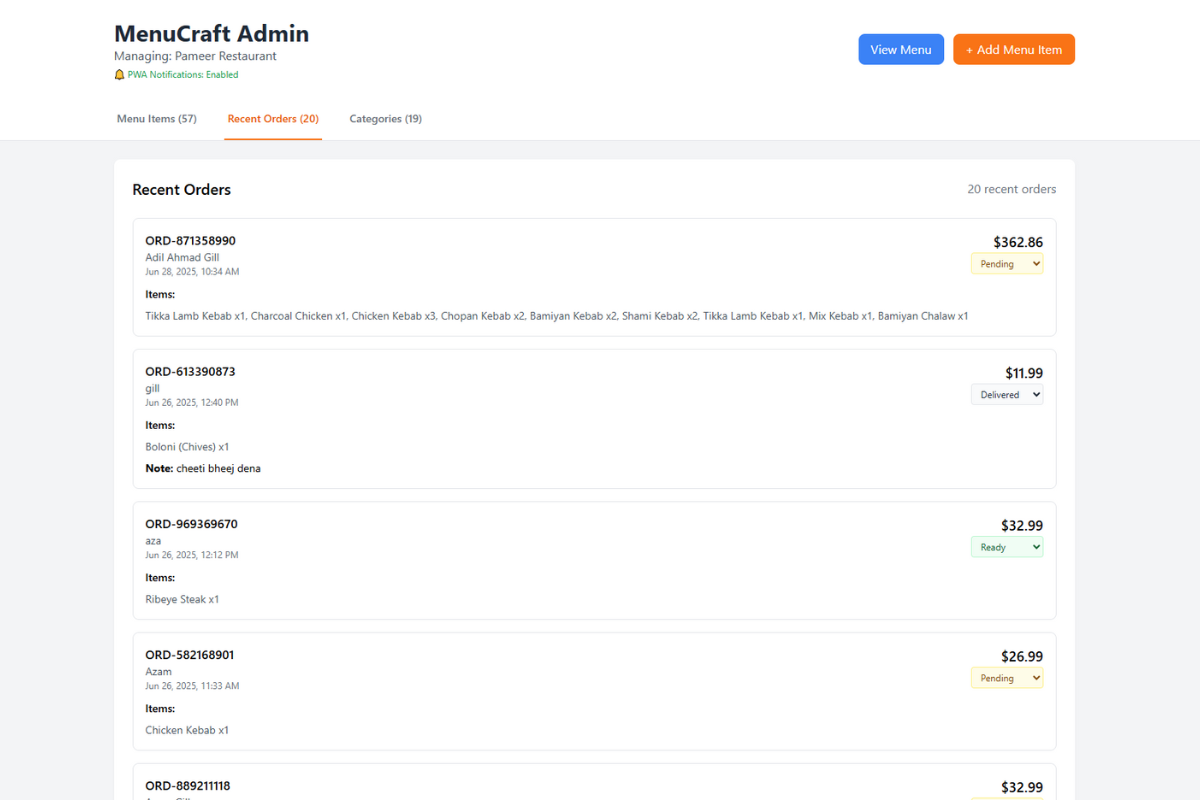 MenuCraft Admin
Managing: Pameer Restaurant
PWA Notifications: Enabled
View Menu
+ Add Menu Item
Menu Items (57)
Recent Orders (20)
Categories (19)
Recent Orders
20 recent orders
ORD-871358990
$362.86
Adil Ahmad Gill
Pending
Jun 28, 2025, 10:34 AM
Items:
Tikka Lamb Kebab x1, Charcoal Chicken x1, Chicken Kebab x3, Chopan Kebab x2, Bamiyan Kebab x2, Shami Kebab x2, Tikka Lamb Kebab x1, Mix Kebab x1, Bamiyan Chalaw x1
ORD-613390873
$11.99
gill
Delivered
Jun 26, 2025, 12:40 PM
Items:
Boloni (Chives) x1
Note: cheeti bheej dena
ORD-969369670
$32.99
aza
Ready
Jun 26, 2025, 12:12 PM
Items:
Ribeye Steak x1
ORD-582168901
$26.99
Azam
Pending
Jun 26, 2025, 11:33 AM
Items:
Chicken Kebab x1
ORD-889211118
$32.99